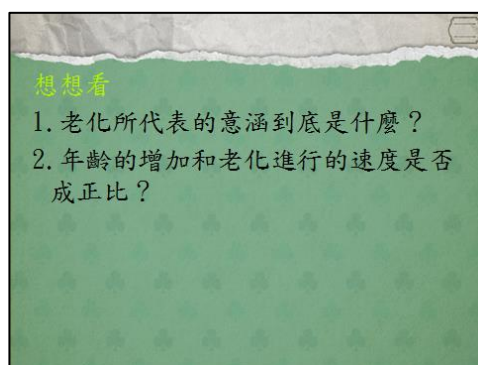 想想看
1.老化所代表的意涵到底是什麼？
2.年齡的增加和老化進行的速度是否
成正比？